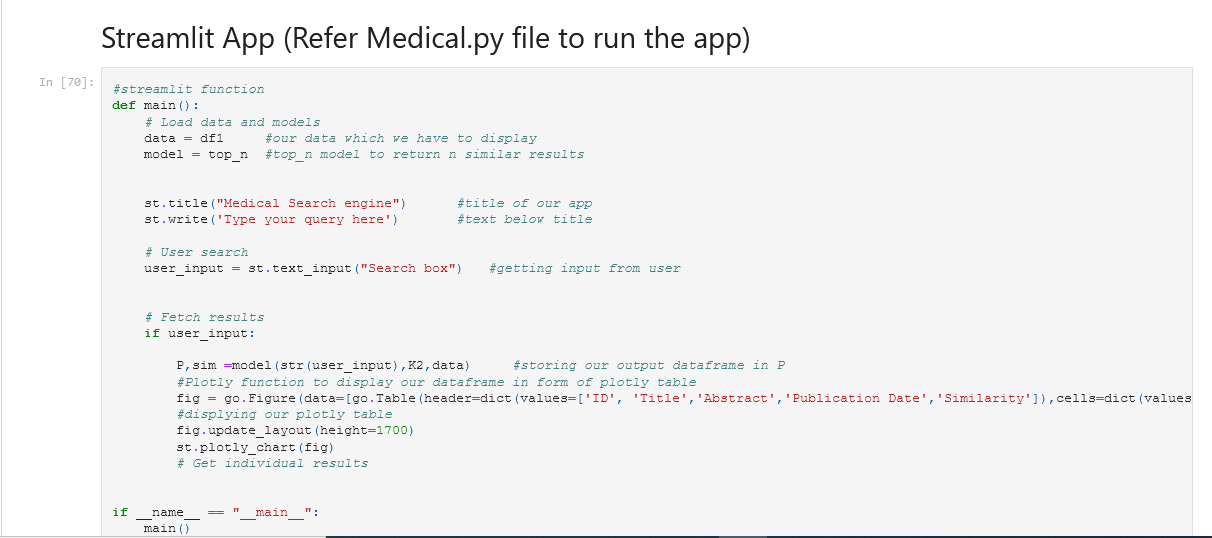 Streamlit App (Refer Medical.py file to run the app)
In [70]:
#streamlit function
def main():
    # Load data and models
    data = df1     #our data which we have to display
    model = top_n  #top_n model to return n similar results
    st.title("Medical Search engine")      #title of our app
    st.write('Type your query here')       #text below title
    # User search
    user_input = st.text_input("Search box")   #getting input from user
    # Fetch results
    if user_input:
        P,sim =model(str(user_input),K2,data)     #storing our output dataframe in P
        #Plotly function to display our dataframe in form of plotly table
        fig = go.Figure(data=[go.Table(header=dict(values=['ID', 'Title','Abstract','Publication Date','Similarity']),cells=dict(values
        #displying our plotly table
        fig.update_layout(height=1700)
        st.plotly_chart(fig)
        # Get individual results
if __name__ == "__main__":
    main()